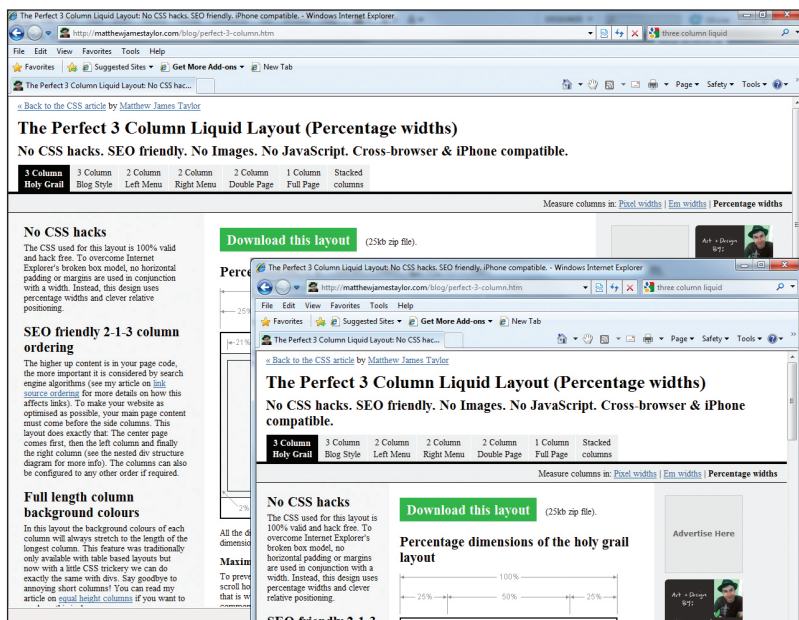 The Perfect 3 Column Liquid Layout: No CSS hacks. SEO friendly. iPhone compatible. - Windows Internet Explorer
http://matthewjamestaylor.com/blog/perfect-3-column.htm
three column liquid
File Edit View Favorites Tools Help
Favorites Suggested Sites Get More Add-ons New Tab
The Perfect 3 Column Liquid Layout: No CSS hac...
Page Safety Tools
« Back to the CSS article by Matthew James Taylor
The Perfect 3 Column Liquid Layout (Percentage widths)
No CSS hacks. SEO friendly. No Images. No JavaScript. Cross-browser & iPhone compatible.
3 Column 3 Column 2 Column 2 Column 2 Column 1 Column Stacked
Holy Grail Blog Style Left Menu Right Menu Double Page Full Page columns
Measure columns in: Pixel widths | Em widths | Percentage widths
No CSS hacks
The CSS used for this layout is 100% valid
and hack free. To overcome Internet
Explorer's broken box model, no horizontal
padding or margins are used in conjunction
with a width. Instead, this design uses
percentage widths and clever relative
positioning.
SEO friendly 2-1-3 column
ordering
The higher up content is in your page code,
the more important it is considered by search
engine algorithms (see my article on link
source ordering for more details on how this
affects links). To make your website as
optimised as possible, your main page content
must come before the side columns. This
layout does exactly that: The center page
comes first, then the left column and finally
the right column (see the nested div structure
diagram for more info). The columns can also
be configured to any other order if required.
Full length column
background colours
In this layout the background colours of each
column will always stretch to the length of the
longest column. This feature was traditionally
only available with table based layouts but
now with a little CSS trickery we can do
exactly the same with divs. Say goodbye to
annoying short columns! You can read my
article on equal height columns if you want to
Download this layout (25kb zip file).
Perce
25%
21%
2%
All the d
dimensio
Maxim
To preve
scroll ho
that is w
Art + Design
By:
The Perfect 3 Column Liquid Layout: No CSS hacks. SEO friendly. iPhone compatible. - Windows Internet Explorer
http://matthewjamestaylor.com/blog/perfect-3-column.htm
three column liquid
File Edit View Favorites Tools Help
Favorites Suggested Sites Get More Add-ons New Tab
The Perfect 3 Column Liquid Layout: No CSS hac...
Page Safety Tools
« Back to the CSS article by Matthew James Taylor
The Perfect 3 Column Liquid Layout (Percentage widths)
No CSS hacks. SEO friendly. No Images. No JavaScript. Cross-browser & iPhone
compatible.
3 Column 3 Column 2 Column 2 Column 2 Column 1 Column Stacked
Holy Grail Blog Style Left Menu Right Menu Double Page Full Page columns
Measure columns in: Pixel widths | Em widths | Percentage widths
No CSS hacks
The CSS used for this layout is
100% valid and hack free. To
overcome Internet Explorer's
broken box model, no
horizontal padding or margins
are used in conjunction with a
width. Instead, this design uses
percentage widths and clever
relative positioning.
SEO friendly 2-1-3
Download this layout (25kb zip file).
Percentage dimensions of the holy grail
layout
100%
25% 50% 25%
Advertise Here
Art + Design
By: